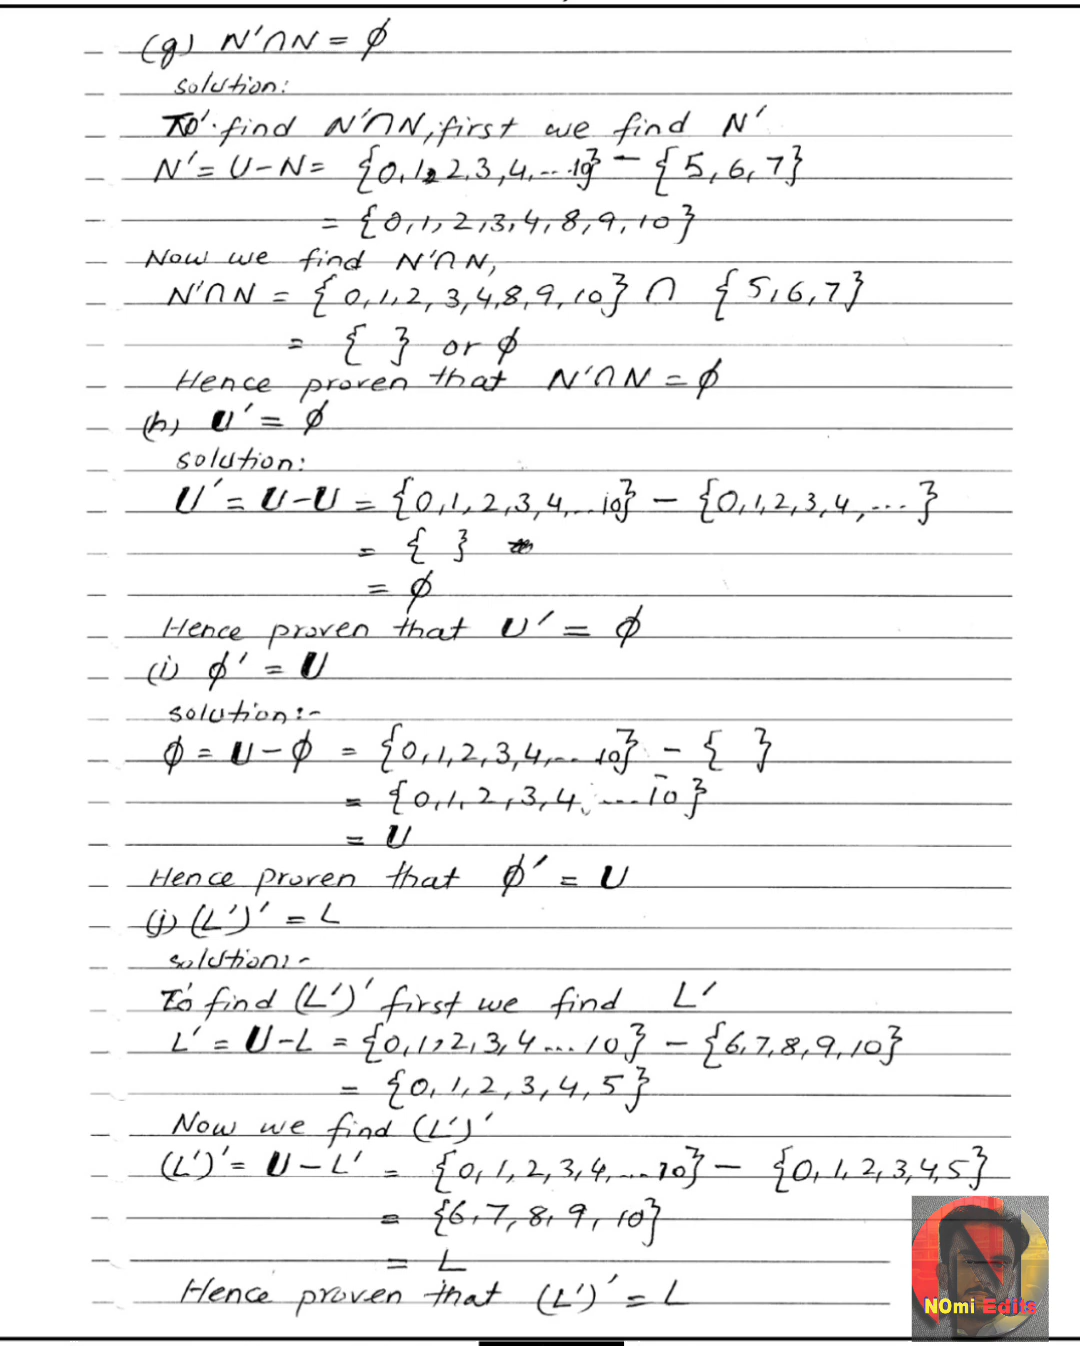 (g) N'∩N = ϕ
solution:
To find N'∩N, first we find N'
N' = U-N = {0,1,2,3,4,...10} - {5,6,7}
= {0,1,2,3,4,8,9,10}
Now we find N'∩N,
N'∩N = {0,1,2,3,4,8,9,10} ∩ {5,6,7}
= { } or ϕ
Hence proven that N'∩N = ϕ
(h) U' = ϕ
solution:
U' = U-U = {0,1,2,3,4,...10} - {0,1,2,3,4,...}
= { }
= ϕ
Hence proven that U' = ϕ
(i) ϕ' = U
solution:-
ϕ = U-ϕ = {0,1,2,3,4,...10} - { }
= {0,1,2,3,4,...10}
= U
Hence proven that ϕ' = U
(j) (L')' = L
solution:-
To find (L')' first we find L'
L' = U-L = {0,1,2,3,4...10} - {6,7,8,9,10}
= {0,1,2,3,4,5}
Now we find (L')'
(L')' = U-L' = {0,1,2,3,4,...10} - {0,1,2,3,4,5}
= {6,7,8,9,10}
= L
Hence proven that (L')' = L
NOmi Edits